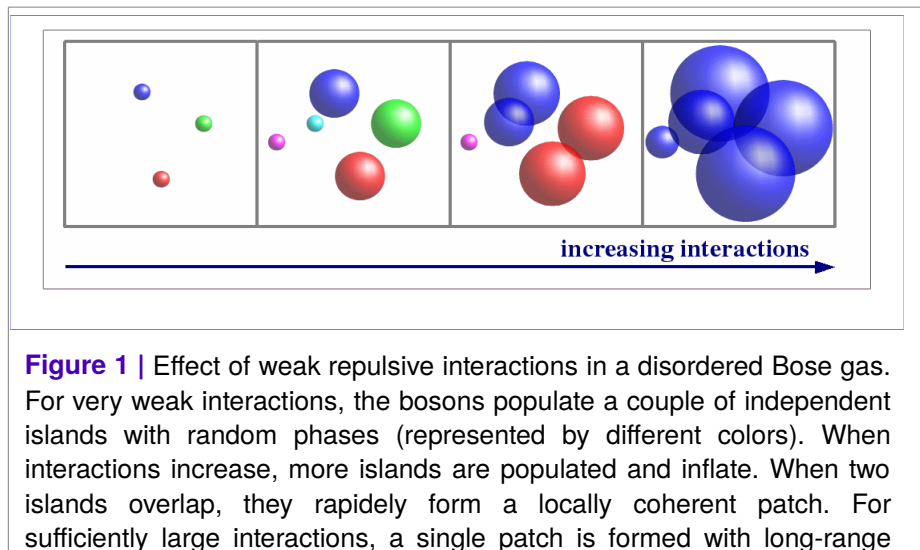 increasing interactions
Figure 1 | Effect of weak repulsive interactions in a disordered Bose gas.
For very weak interactions, the bosons populate a couple of independent
islands with random phases (represented by different colors). When
interactions increase, more islands are populated and inflate. When two
islands overlap, they rapidely form a locally coherent patch. For
sufficiently large interactions, a single patch is formed with long-range